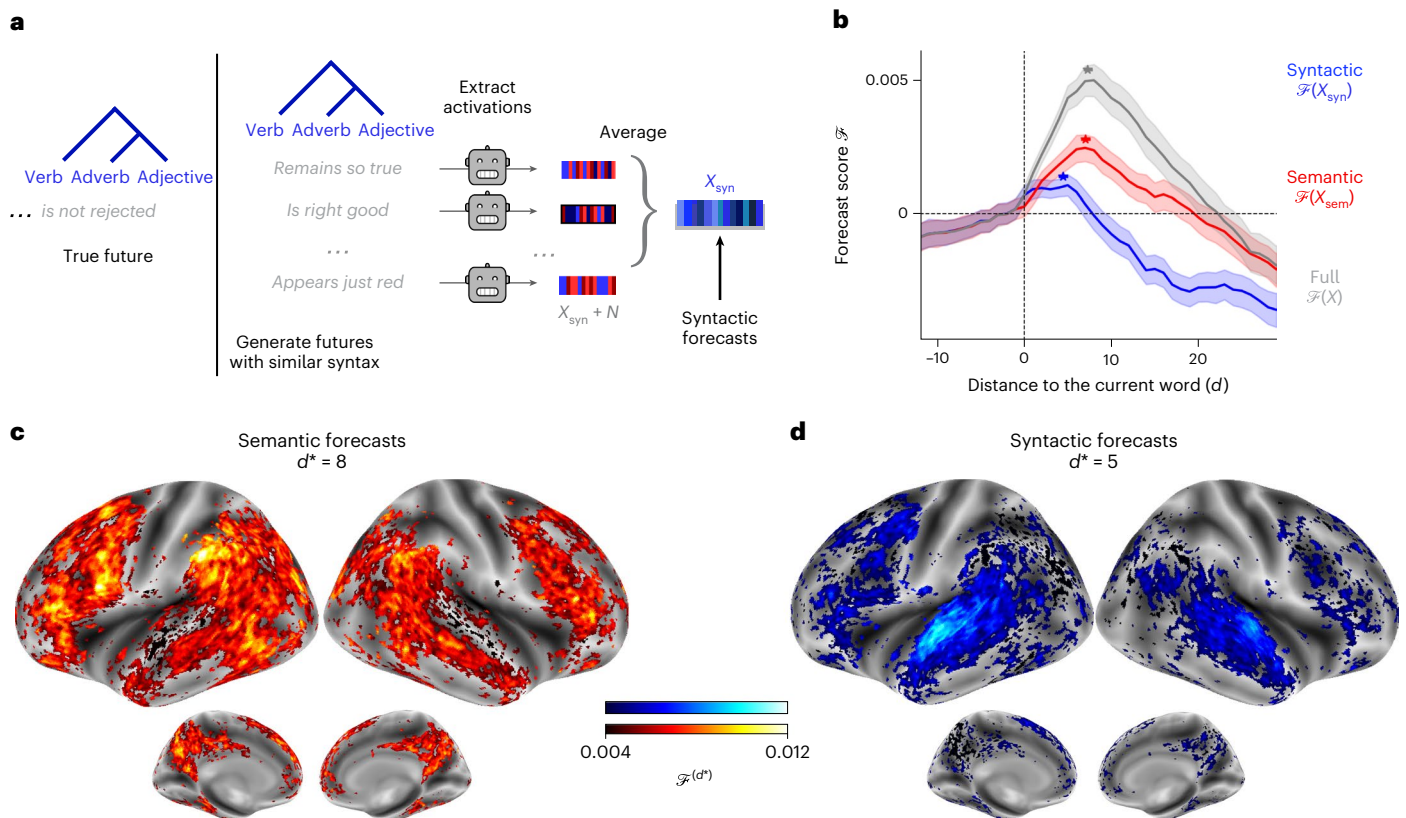 a
Verb Adverb Adjective
... is not rejected
True future
Verb Adverb Adjective
Remains so true
Is right good
...
Appears just red
Generate futures
with similar syntax
Extract
activations
Average
...
Xsyn + N
Xsyn
Syntactic
forecasts
b
Forecast score ℱ
0.005
0
−10
0
10
20
Distance to the current word (d)
Syntactic
ℱ(Xsyn)
Semantic
ℱ(Xsem)
Full
ℱ(X)
c
Semantic forecasts
d* = 8
d
Syntactic forecasts
d* = 5
0.004
0.012
ℱ(d*)